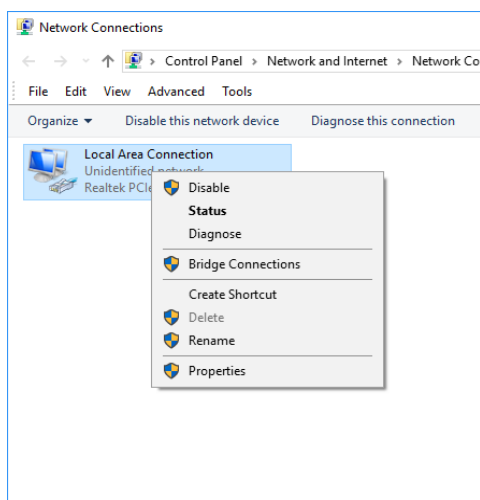 Network Connections
Control Panel > Network and Internet > Network Co
File Edit View Advanced Tools
Organize Disable this network device Diagnose this connection
Local Area Connection
Unidentified network
Realtek PCIe
Disable
Status
Diagnose
Bridge Connections
Create Shortcut
Delete
Rename
Properties